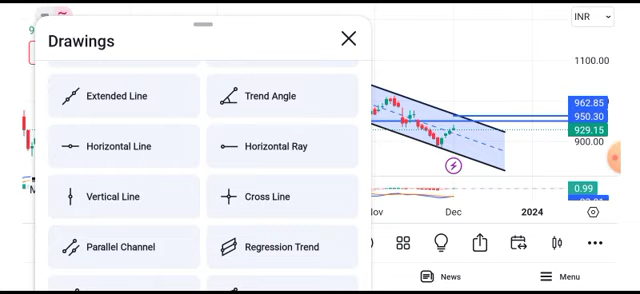 INR
Drawings
1100.00
Extended Line
Trend Angle
962.85
950.30
929.15
900.00
Horizontal Line
Horizontal Ray
Vertical Line
Cross Line
0.99
Dec
2024
Parallel Channel
Regression Trend
News
Menu